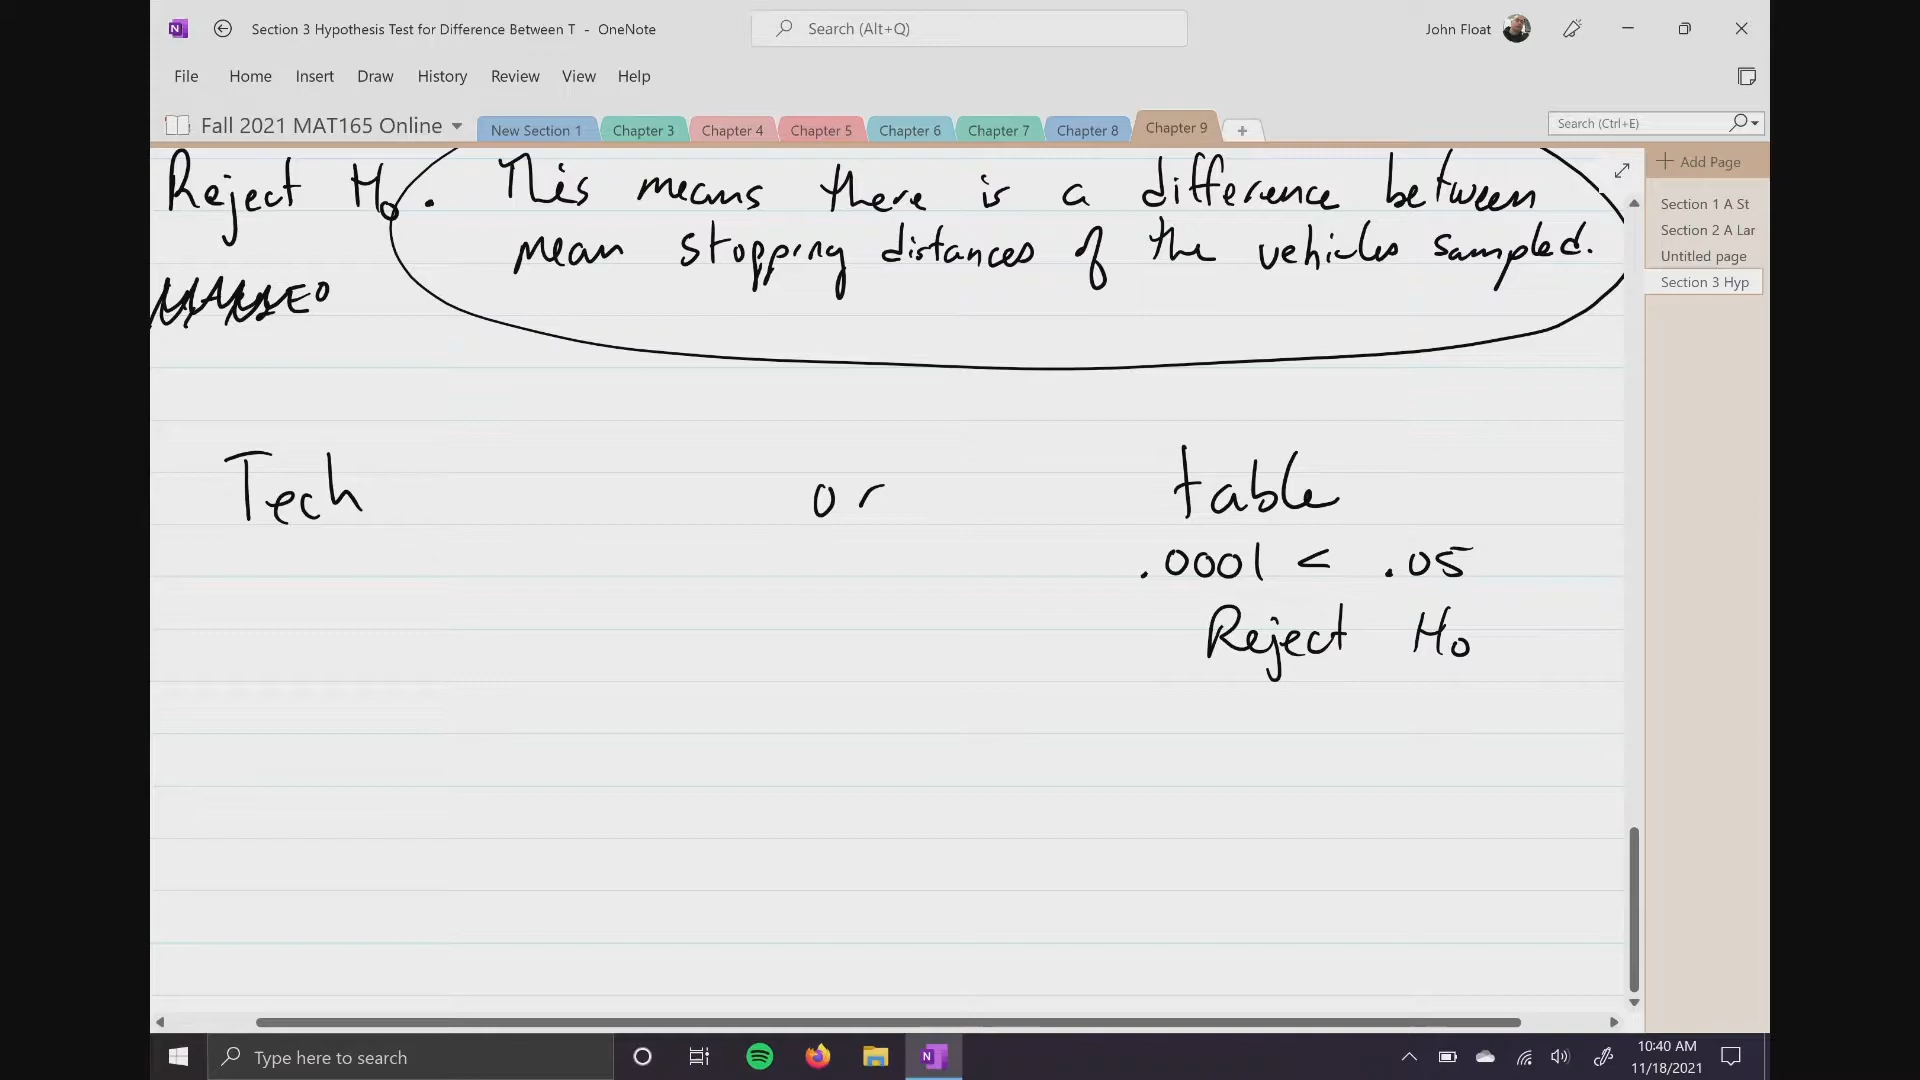 Section 3 Hypothesis Test for Difference Between T - OneNote
Search (Alt+Q)
John Float
File Home Insert Draw History Review View Help
Fall 2021 MAT165 Online
New Section 1 Chapter 3 Chapter 4 Chapter 5 Chapter 6 Chapter 7 Chapter 8 Chapter 9 +
Search (Ctrl+E)
Add Page
Section 1 A St
Section 2 A Lar
Untitled page
Section 3 Hyp
Reject H₀. This means there is a difference between
mean stopping distances of the vehicles sampled.
Tech or table
.0001 < .05
Reject H₀
Type here to search
10:40 AM
11/18/2021